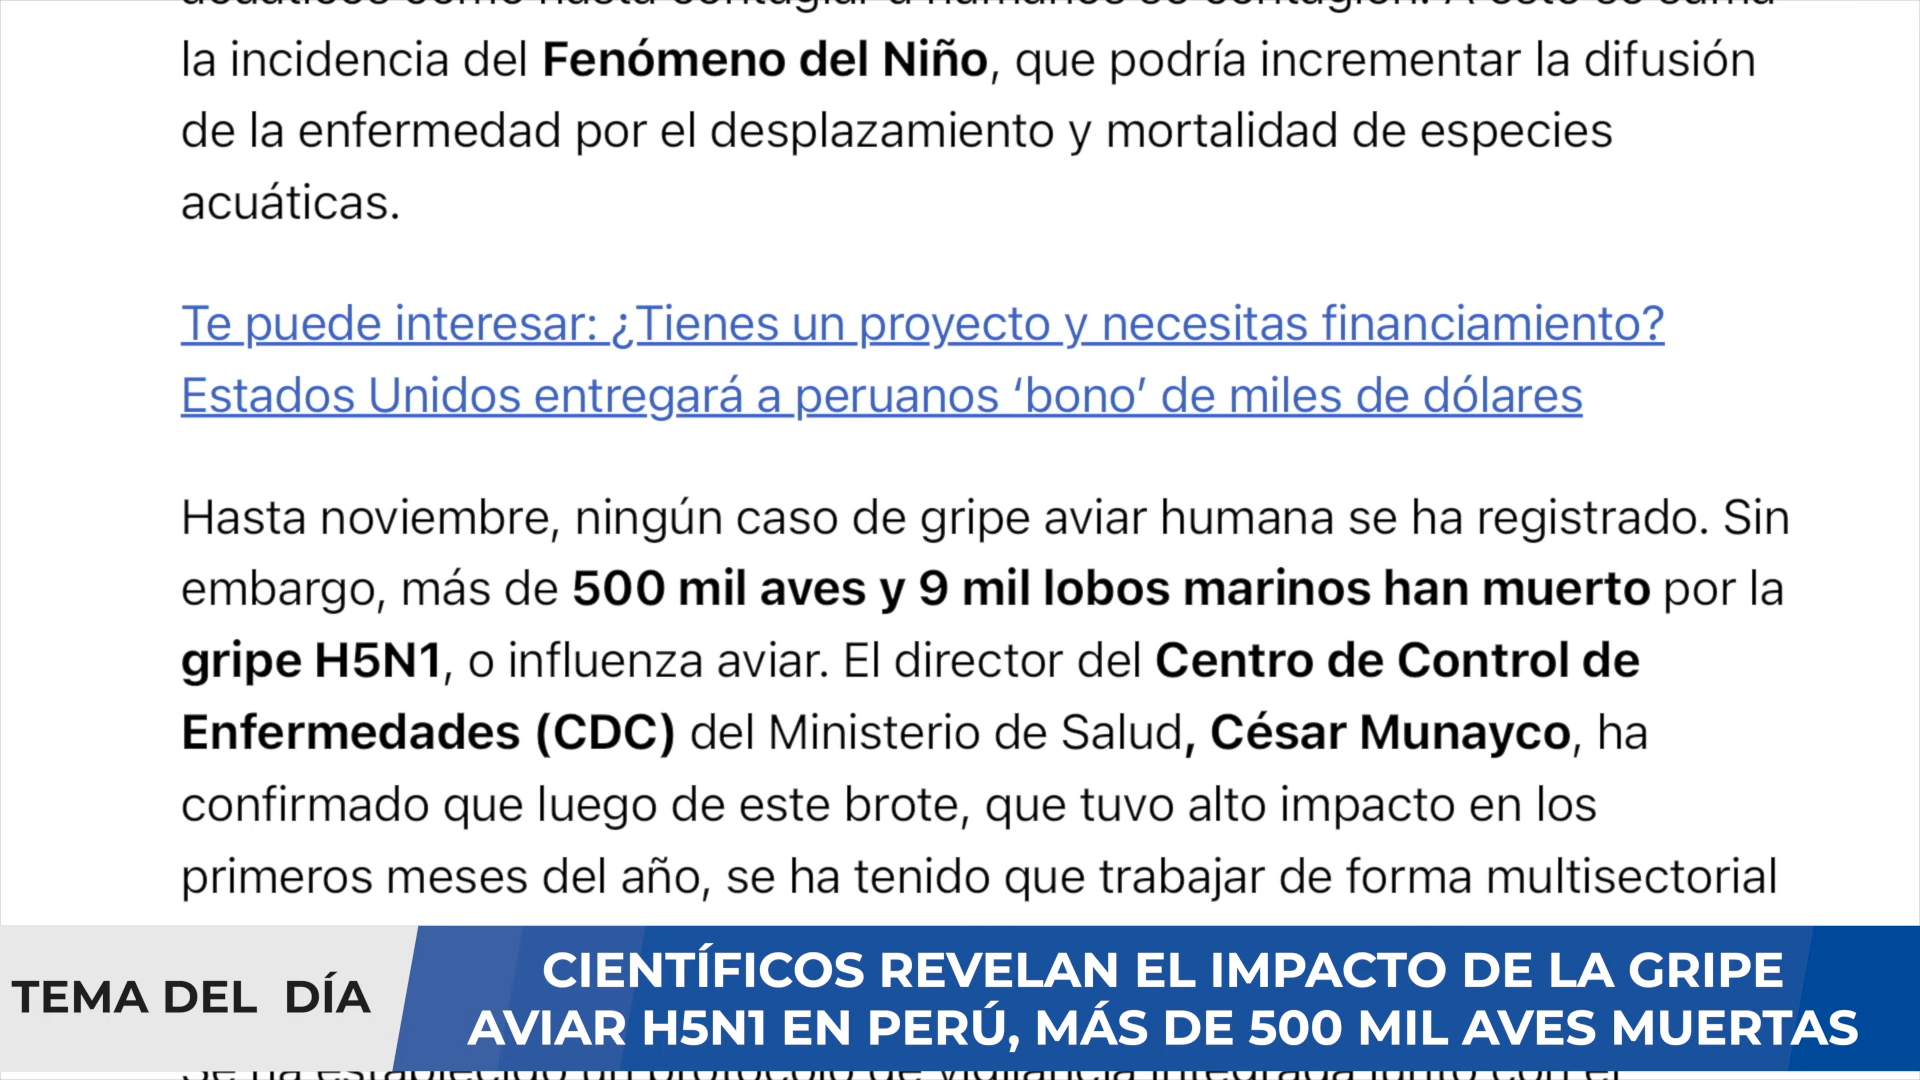 la incidencia del Fenómeno del Niño, que podría incrementar la difusión
de la enfermedad por el desplazamiento y mortalidad de especies
acuáticas.
Te puede interesar: ¿Tienes un proyecto y necesitas financiamiento?
Estados Unidos entregará a peruanos ‘bono’ de miles de dólares
Hasta noviembre, ningún caso de gripe aviar humana se ha registrado. Sin
embargo, más de 500 mil aves y 9 mil lobos marinos han muerto por la
gripe H5N1, o influenza aviar. El director del Centro de Control de
Enfermedades (CDC) del Ministerio de Salud, César Munayco, ha
confirmado que luego de este brote, que tuvo alto impacto en los
primeros meses del año, se ha tenido que trabajar de forma multisectorial
TEMA DEL DÍA
CIENTÍFICOS REVELAN EL IMPACTO DE LA GRIPE
AVIAR H5N1 EN PERÚ, MÁS DE 500 MIL AVES MUERTAS